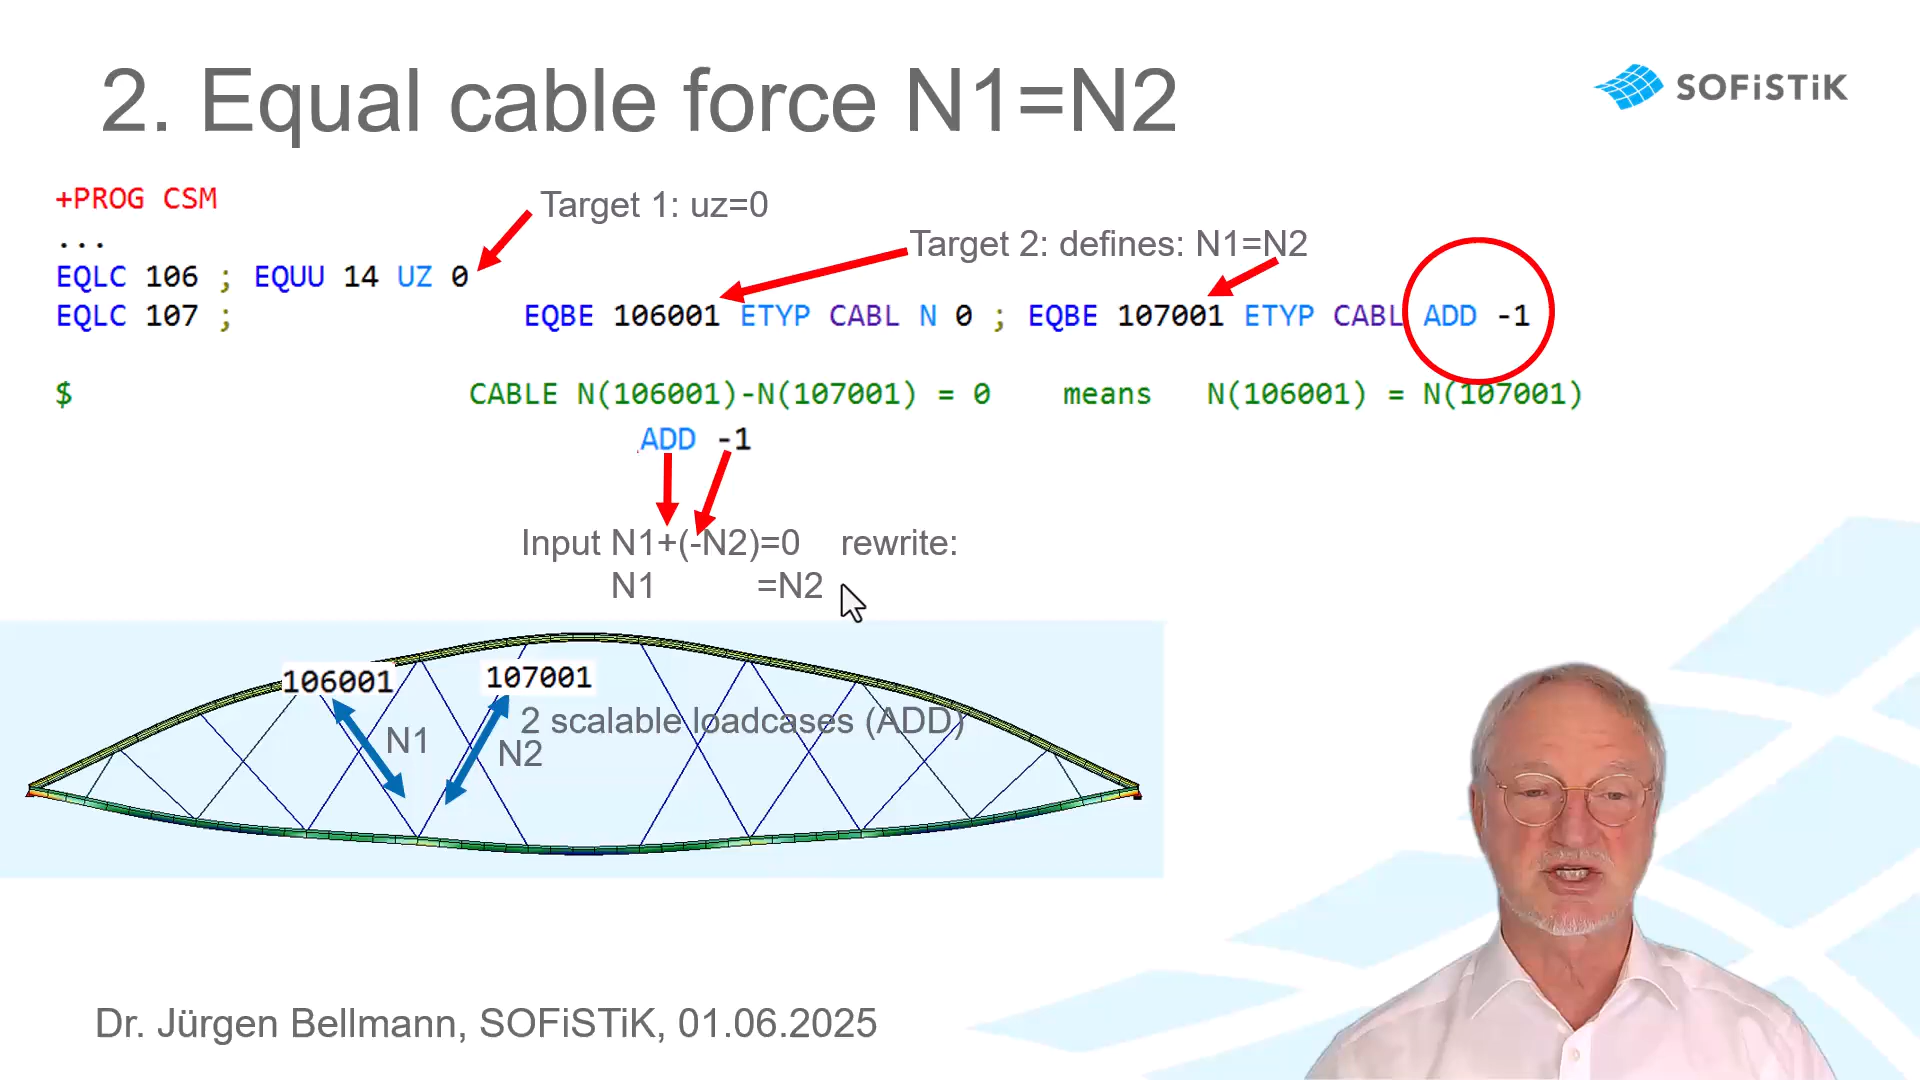 2. Equal cable force N1=N2
SOFiSTiK
+PROG CSM
Target 1: uz=0
...
Target 2: defines: N1=N2
EQLC 106 ; EQUU 14 UZ 0
EQLC 107 ; EQBE 106001 ETYP CABL N 0 ; EQBE 107001 ETYP CABL ADD -1
$ CABLE N(106001)-N(107001) = 0 means N(106001) = N(107001)
ADD -1
Input N1+(-N2)=0 rewrite:
N1 =N2
106001
107001
2 scalable loadcases (ADD)
N1
N2
Dr. Jürgen Bellmann, SOFiSTiK, 01.06.2025